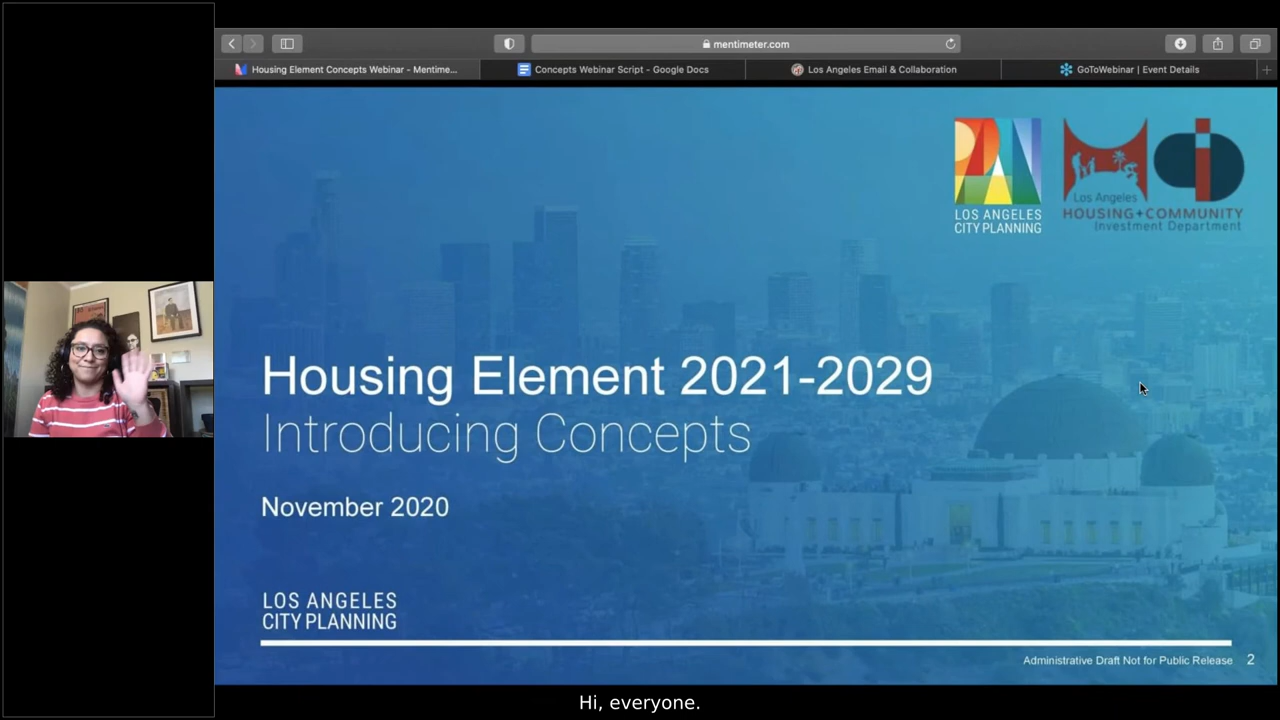 mentimeter.com
Housing Element Concepts Webinar - Mentime...
Concepts Webinar Script - Google Docs
Los Angeles Email & Collaboration
GoToWebinar | Event Details
LOS ANGELES
CITY PLANNING
Los Angeles
HOUSING+COMMUNITY
Investment Department
Housing Element 2021-2029
Introducing Concepts
November 2020
LOS ANGELES
CITY PLANNING
Administrative Draft Not for Public Release 2
Hi, everyone.